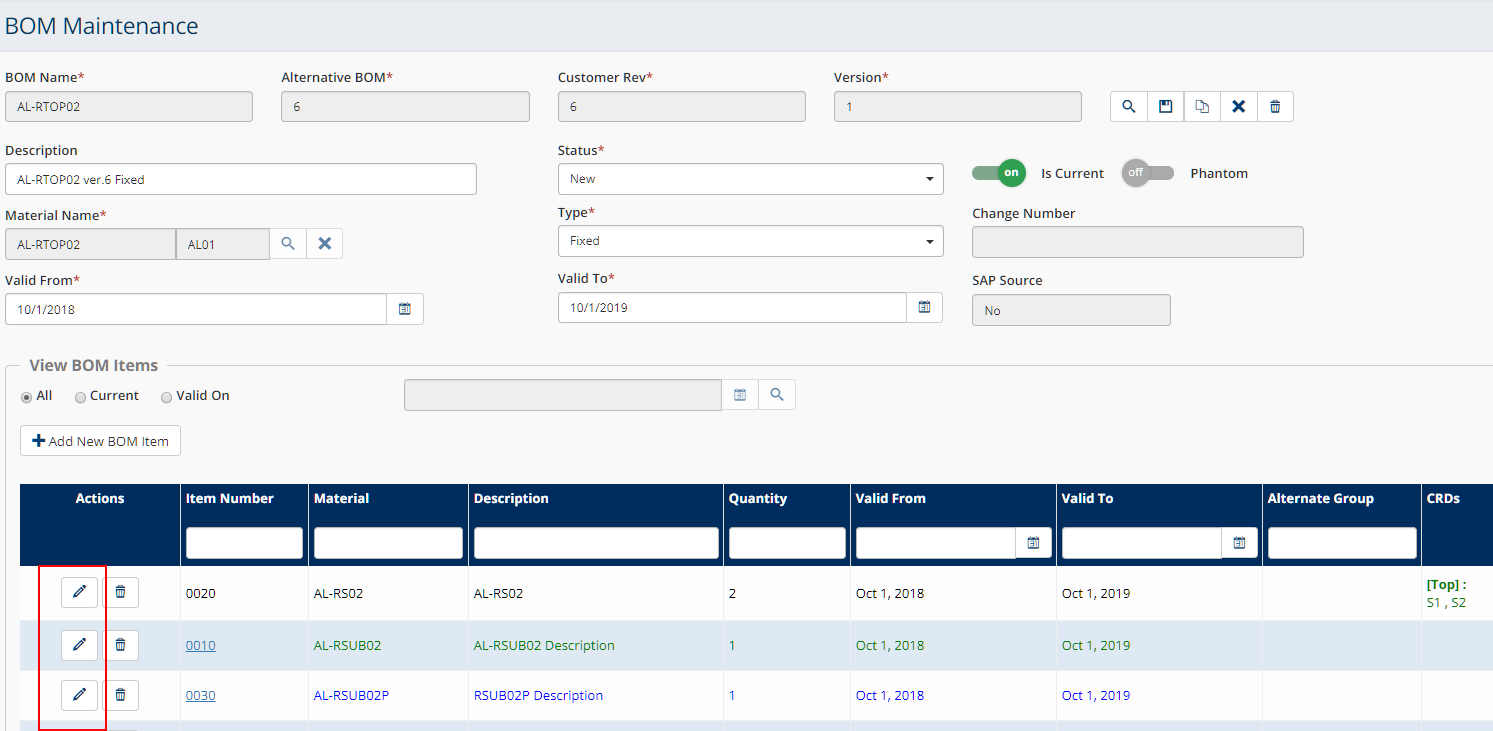 BOM Maintenance
BOM Name* Alternative BOM* Customer Rev* Version*
AL-RTOP02 6 6 1
Description Status*
AL-RTOP02 ver.6 Fixed New on Is Current off Phantom
Material Name* Type* Change Number
AL-RTOP02 AL01 Fixed
Valid From* Valid To* SAP Source
10/1/2018 10/1/2019 No
View BOM Items
All Current Valid On
Add New BOM Item
Actions Item Number Material Description Quantity Valid From Valid To Alternate Group CRDs
0020 AL-RS02 AL-RS02 2 Oct 1, 2018 Oct 1, 2019 [Top] :
S1 , S2
0010 AL-RSUB02 AL-RSUB02 Description 1 Oct 1, 2018 Oct 1, 2019
0030 AL-RSUB02P RSUB02P Description 1 Oct 1, 2018 Oct 1, 2019